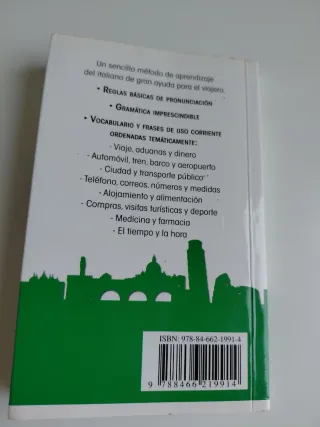 Un sencillo método de aprendizaje
del italiano de gran ayuda para el viajero.
• REGLAS BÁSICAS DE PRONUNCIACIÓN
• GRAMÁTICA IMPRESCINDIBLE
• VOCABULARIO Y FRASES DE USO CORRIENTE
ORDENADAS TEMÁTICAMENTE:
- Viaje, aduanas y dinero
- Automóvil, tren, barco y aeropuerto
- Ciudad y transporte público
- Teléfono, correos, números y medidas
- Alojamiento y alimentación
- Compras, visitas turísticas y deporte
- Medicina y farmacia
- El tiempo y la hora
ISBN: 978-84-662-1991-4
9 788466 219914